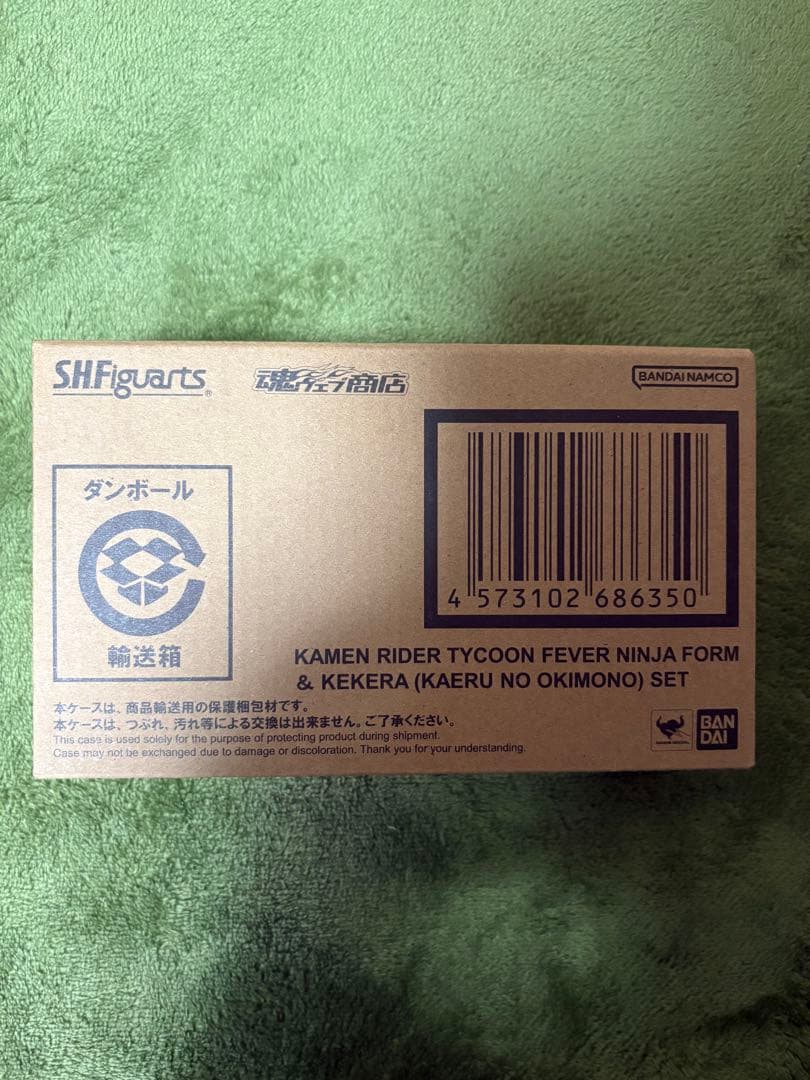 S.H.Figuarts®
魂ウェブ商店
BANDAI NAMCO
ダンボール
輸送箱
4 573102 686350
KAMEN RIDER TYCOON FEVER NINJA FORM
& KEKERA (KAERU NO OKIMONO) SET
本ケースは、商品輸送用の保護梱包材です。
本ケースは、つぶれ、汚れ等による交換は出来ません。ご了承ください。
This case is used solely for the purpose of protecting product during shipment.
Case may not be exchanged due to damage or discoloration. Thank you for your understanding.
BAN
DAI